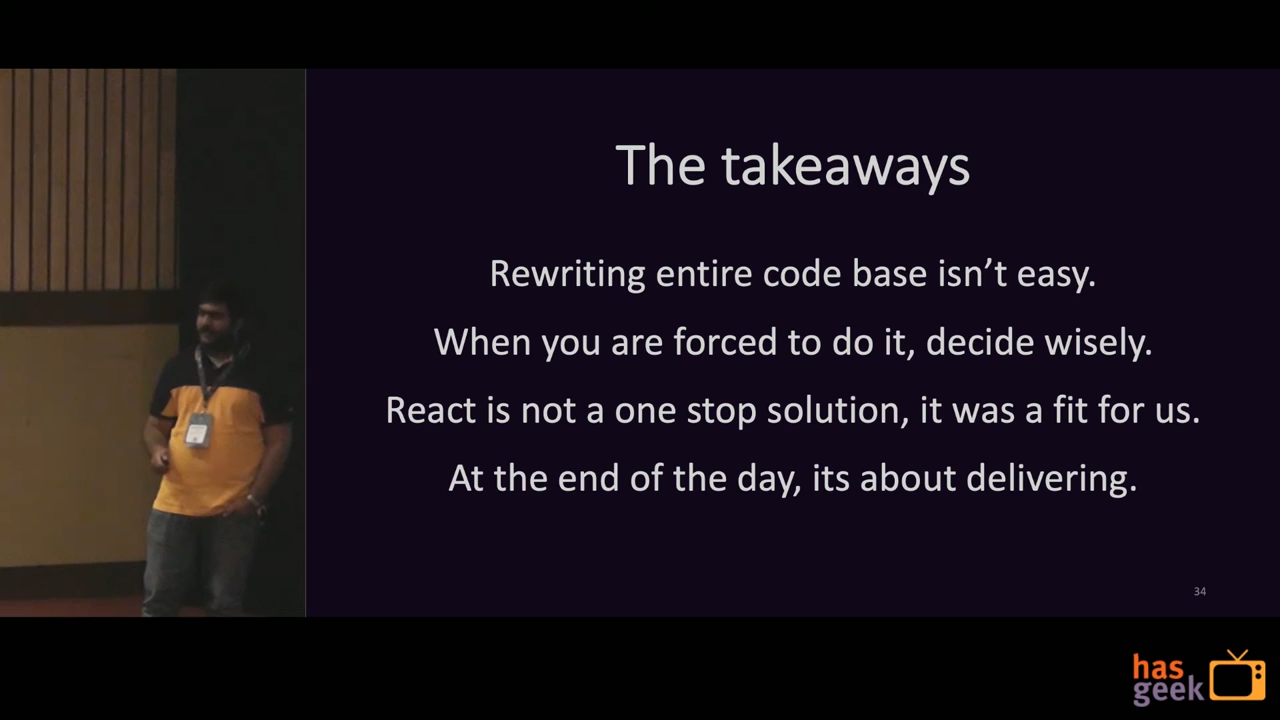 The takeaways
Rewriting entire code base isn’t easy.
When you are forced to do it, decide wisely.
React is not a one stop solution, it was a fit for us.
At the end of the day, its about delivering.
34
has
geek